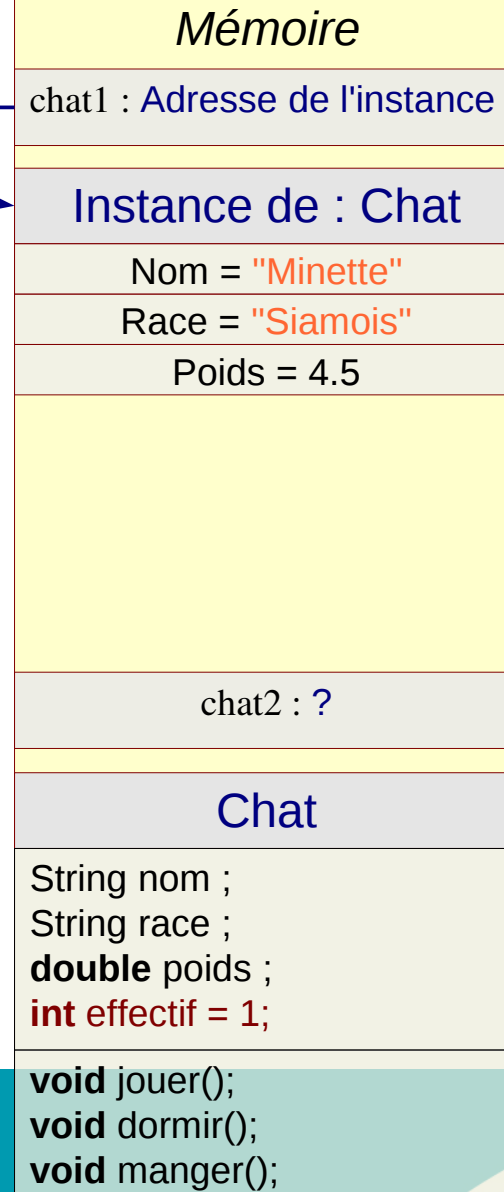 Mémoire
chat1 : Adresse de l'instance
Instance de : Chat
Nom = "Minette"
Race = "Siamois"
Poids = 4.5
chat2 : ?
Chat
String nom ;
String race ;
double poids ;
int effectif = 1;
void jouer();
void dormir();
void manger();